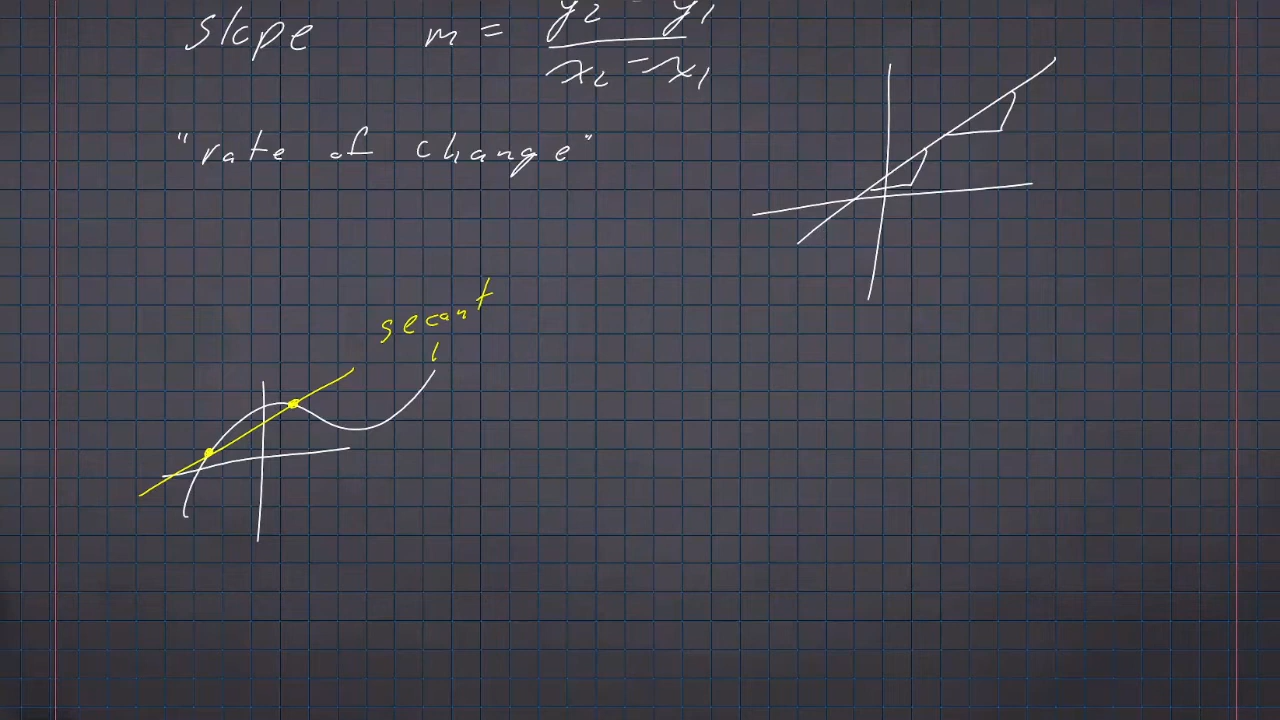 slope m = y2 - y1 / x2 - x1
"rate of change"
secant